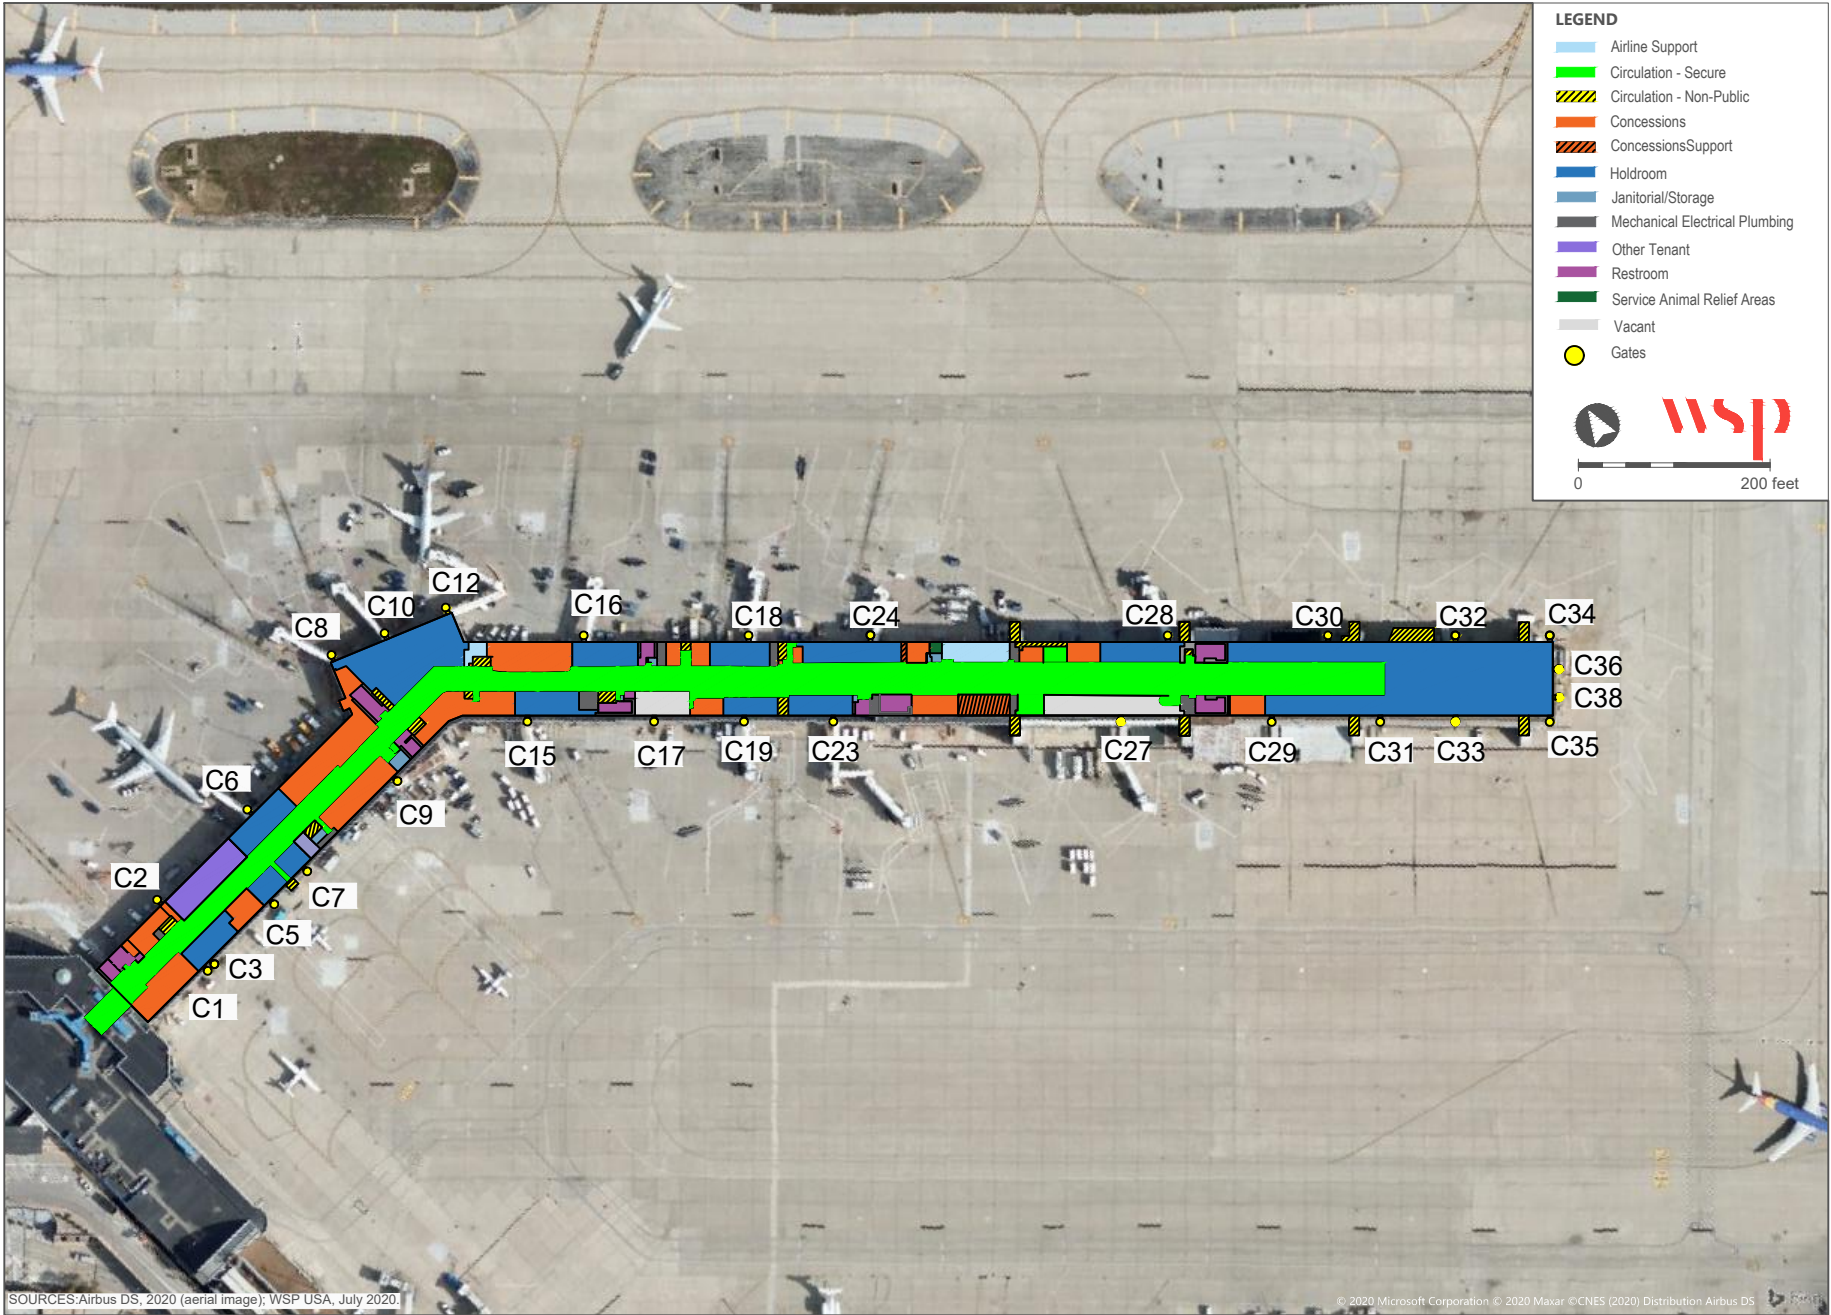 LEGEND
Airline Support
Circulation - Secure
Circulation - Non-Public
Concessions
ConcessionsSupport
Holdroom
Janitorial/Storage
Mechanical Electrical Plumbing
Other Tenant
Restroom
Service Animal Relief Areas
Vacant
Gates
wsp
0 200 feet
C12
C10
C8
C16
C18
C24
C28
C30
C32
C34
C36
C38
C15
C17
C19
C23
C27
C29
C31
C33
C35
C6
C9
C2
C7
C5
C3
C1
SOURCES:Airbus DS, 2020 (aerial image); WSP USA, July 2020.
© 2020 Microsoft Corporation © 2020 Maxar ©CNES (2020) Distribution Airbus DS